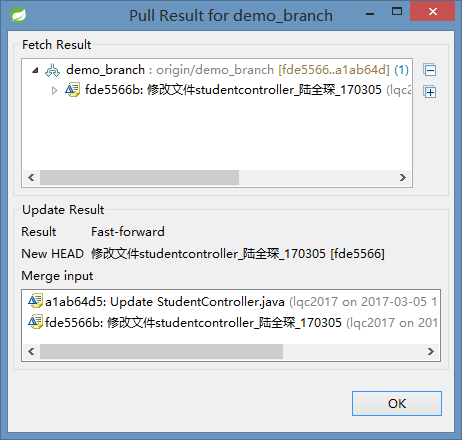 Pull Result for demo_branch
Fetch Result
demo_branch : origin/demo_branch [fde5566..a1ab64d] (1)
fde5566b: 修改文件studentcontroller_陆全琛_170305 (lqc2
Update Result
Result Fast-forward
New HEAD 修改文件studentcontroller_陆全琛_170305 [fde5566]
Merge input
a1ab64d5: Update StudentController.java (lqc2017 on 2017-03-05 1
fde5566b: 修改文件studentcontroller_陆全琛_170305 (lqc2017 on 201
OK